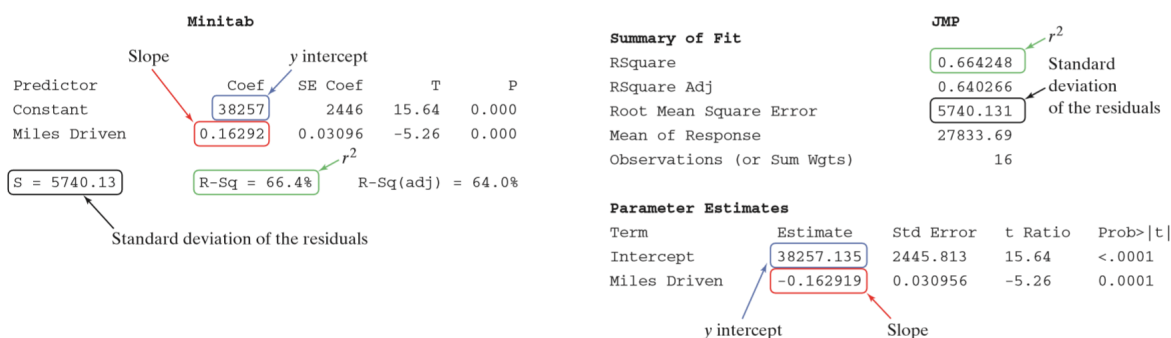 Minitab
Slope
y intercept
Predictor Coef SE Coef T P
Constant 38257 2446 15.64 0.000
Miles Driven 0.16292 0.03096 −5.26 0.000
r²
S = 5740.13 R-Sq = 66.4% R-Sq(adj) = 64.0%
Standard deviation of the residuals
JMP
Summary of Fit
r²
RSquare 0.664248
RSquare Adj 0.640266
Root Mean Square Error 5740.131
Mean of Response 27833.69
Observations (or Sum Wgts) 16
Standard
deviation
of the residuals
Parameter Estimates
Term Estimate Std Error t Ratio Prob>|t|
Intercept 38257.135 2445.813 15.64 <.0001
Miles Driven −0.162919 0.030956 −5.26 0.0001
y intercept
Slope